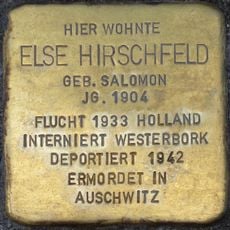 HIER WOHNTE
ELSE HIRSCHFELD
GEB. SALOMON
JG. 1904
FLUCHT 1933 HOLLAND
INTERNIERT WESTERBORK
DEPORTIERT 1942
ERMORDET IN
AUSCHWITZ